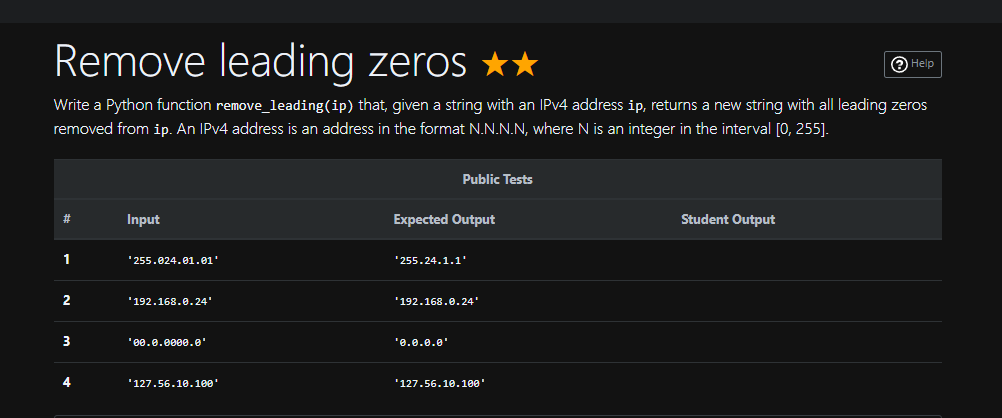 Remove leading zeros
Help
Write a Python function remove_leading(ip) that, given a string with an IPv4 address ip, returns a new string with all leading zeros
removed from ip. An IPv4 address is an address in the format N.N.N.N, where N is an integer in the interval [0, 255].
Public Tests
# Input Expected Output Student Output
1 '255.024.01.01' '255.24.1.1'
2 '192.168.0.24' '192.168.0.24'
3 '00.0.0000.0' '0.0.0.0'
4 '127.56.10.100' '127.56.10.100'